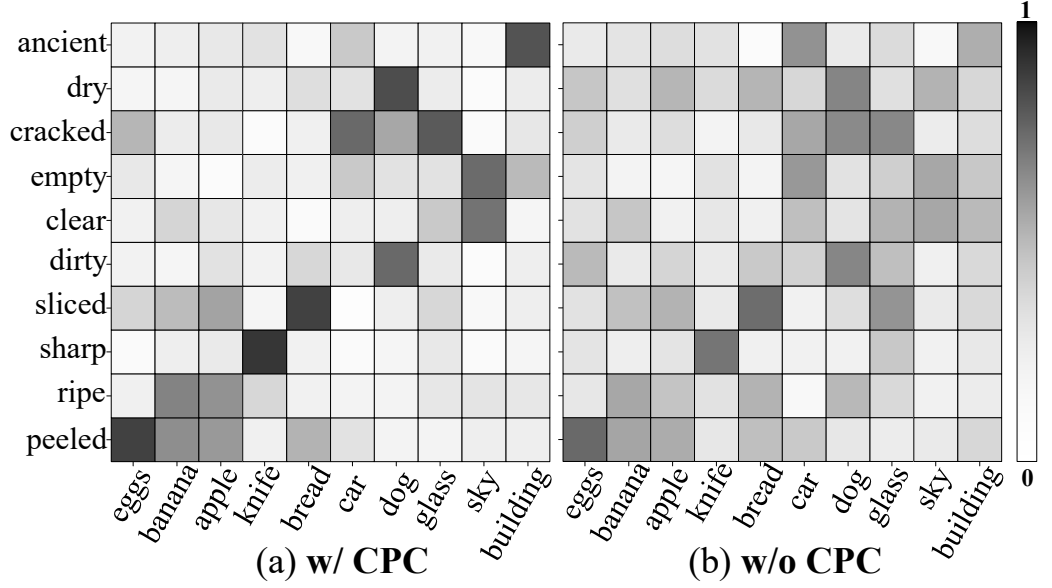 1
ancient
dry
cracked
empty
clear
dirty
sliced
sharp
ripe
peeled
0
eggs banana apple knife bread car dog glass sky building
eggs banana apple knife bread car dog glass sky building
(a) w/ CPC
(b) w/o CPC